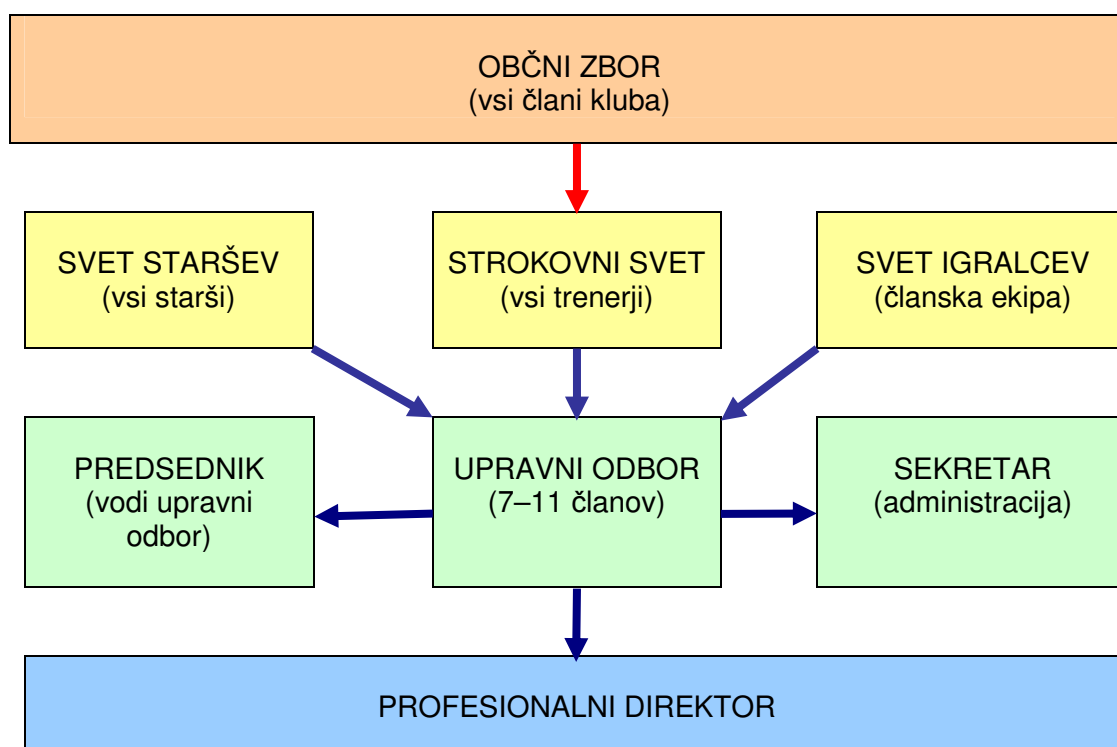 OBČNI ZBOR
(vsi člani kluba)
SVET STARŠEV
(vsi starši)
STROKOVNI SVET
(vsi trenerji)
SVET IGRALCEV
(članska ekipa)
PREDSEDNIK
(vodi upravni
odbor)
UPRAVNI ODBOR
(7–11 članov)
SEKRETAR
(administracija)
PROFESIONALNI DIREKTOR